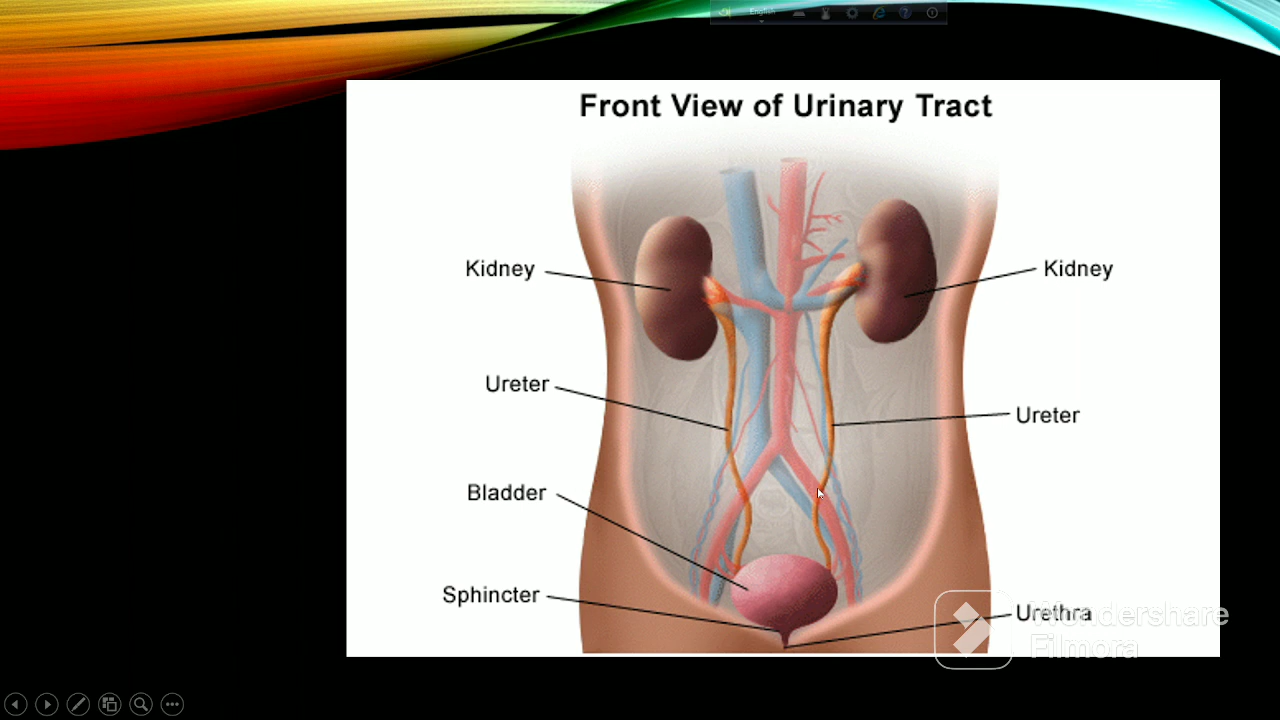 English
Front View of Urinary Tract
Kidney
Kidney
Ureter
Ureter
Bladder
Sphincter
Urethra
Wondershare
Filmora